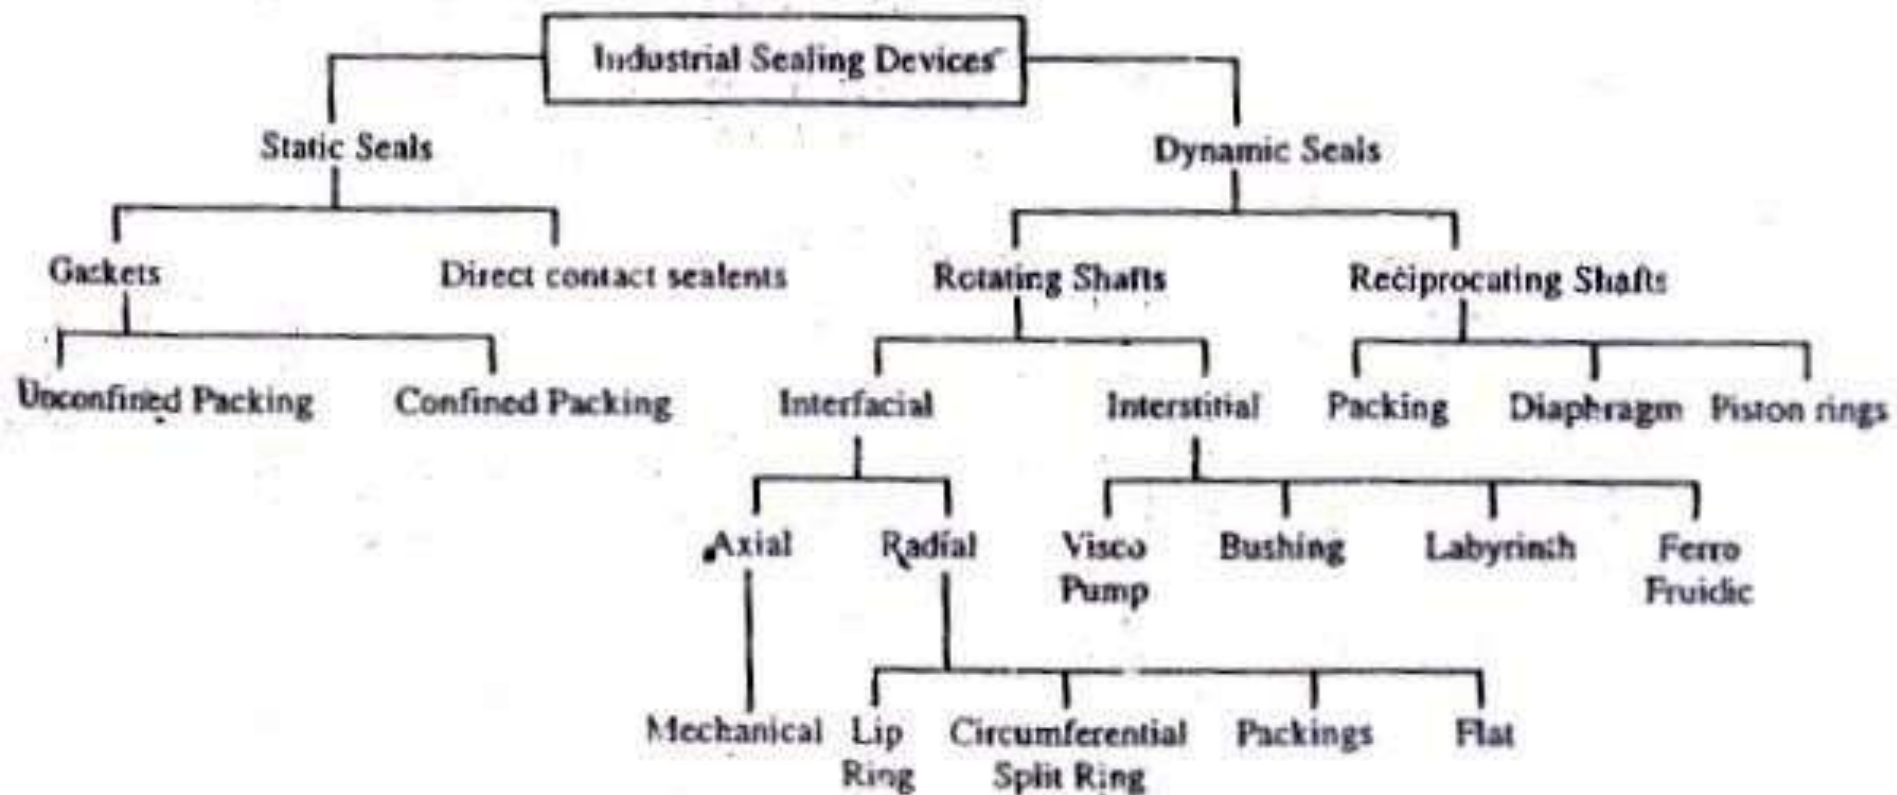 Industrial Sealing Devices
Static Seals
Dynamic Seals
Gaskets
Direct contact sealents
Rotating Shafts
Reciprocating Shafts
Unconfined Packing
Confined Packing
Interfacial
Interstitial
Packing
Diaphragm
Piston rings
Axial
Radial
Visco
Pump
Bushing
Labyrinth
Ferro
Fruidic
Mechanical
Lip
Ring
Circumferential
Split Ring
Packings
Flat